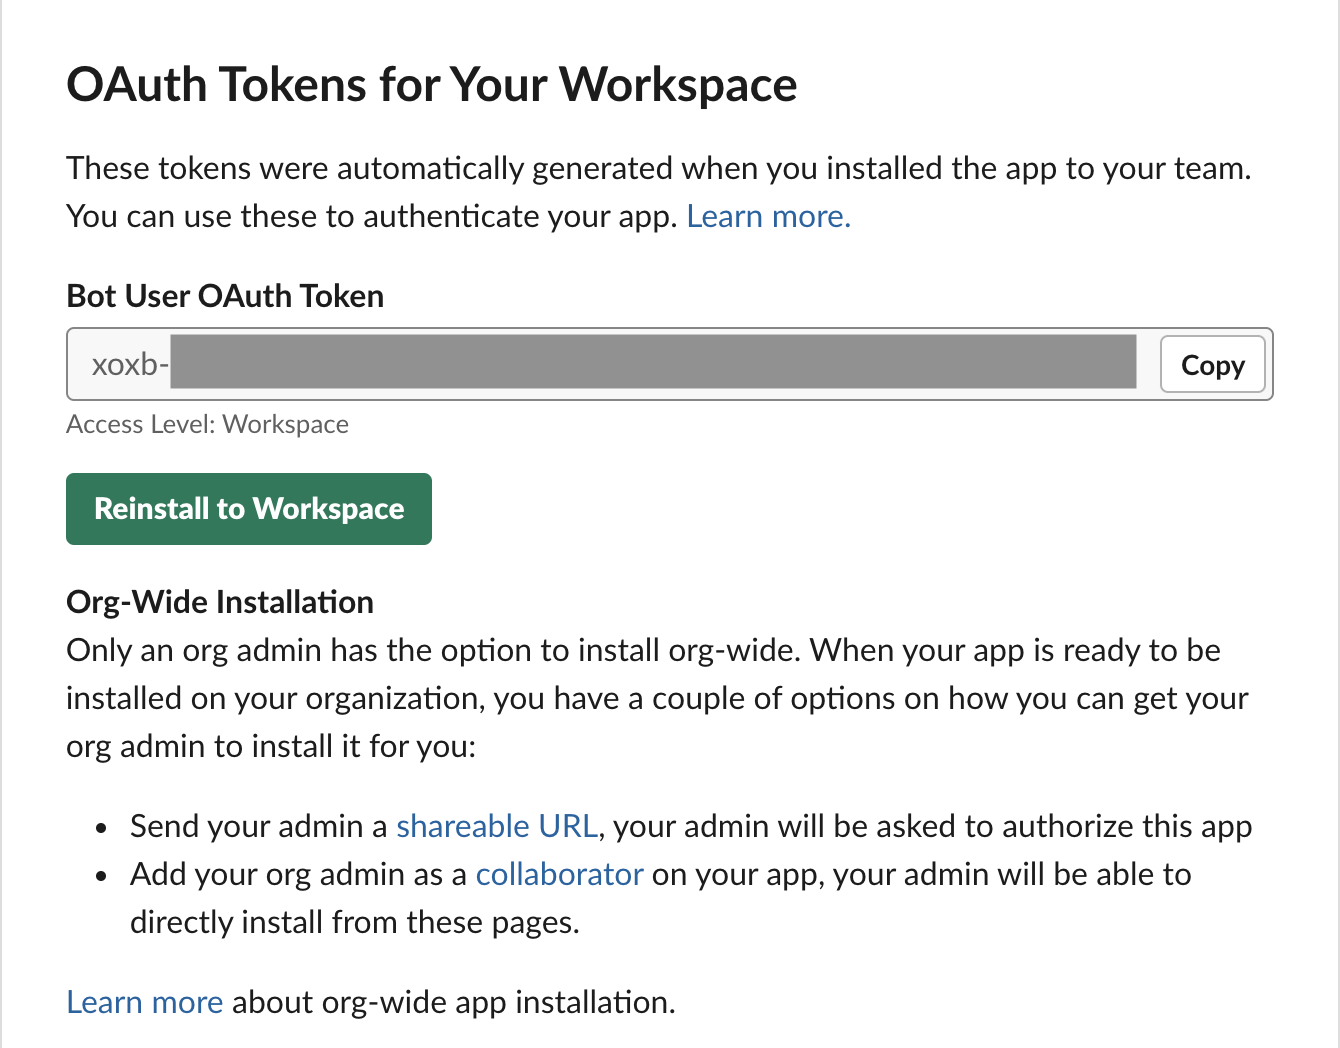 OAuth Tokens for Your Workspace
These tokens were automatically generated when you installed the app to your team.
You can use these to authenticate your app. Learn more.
Bot User OAuth Token
xoxb-
Copy
Access Level: Workspace
Reinstall to Workspace
Org-Wide Installation
Only an org admin has the option to install org-wide. When your app is ready to be
installed on your organization, you have a couple of options on how you can get your
org admin to install it for you:
• Send your admin a shareable URL, your admin will be asked to authorize this app
• Add your org admin as a collaborator on your app, your admin will be able to
directly install from these pages.
Learn more about org-wide app installation.